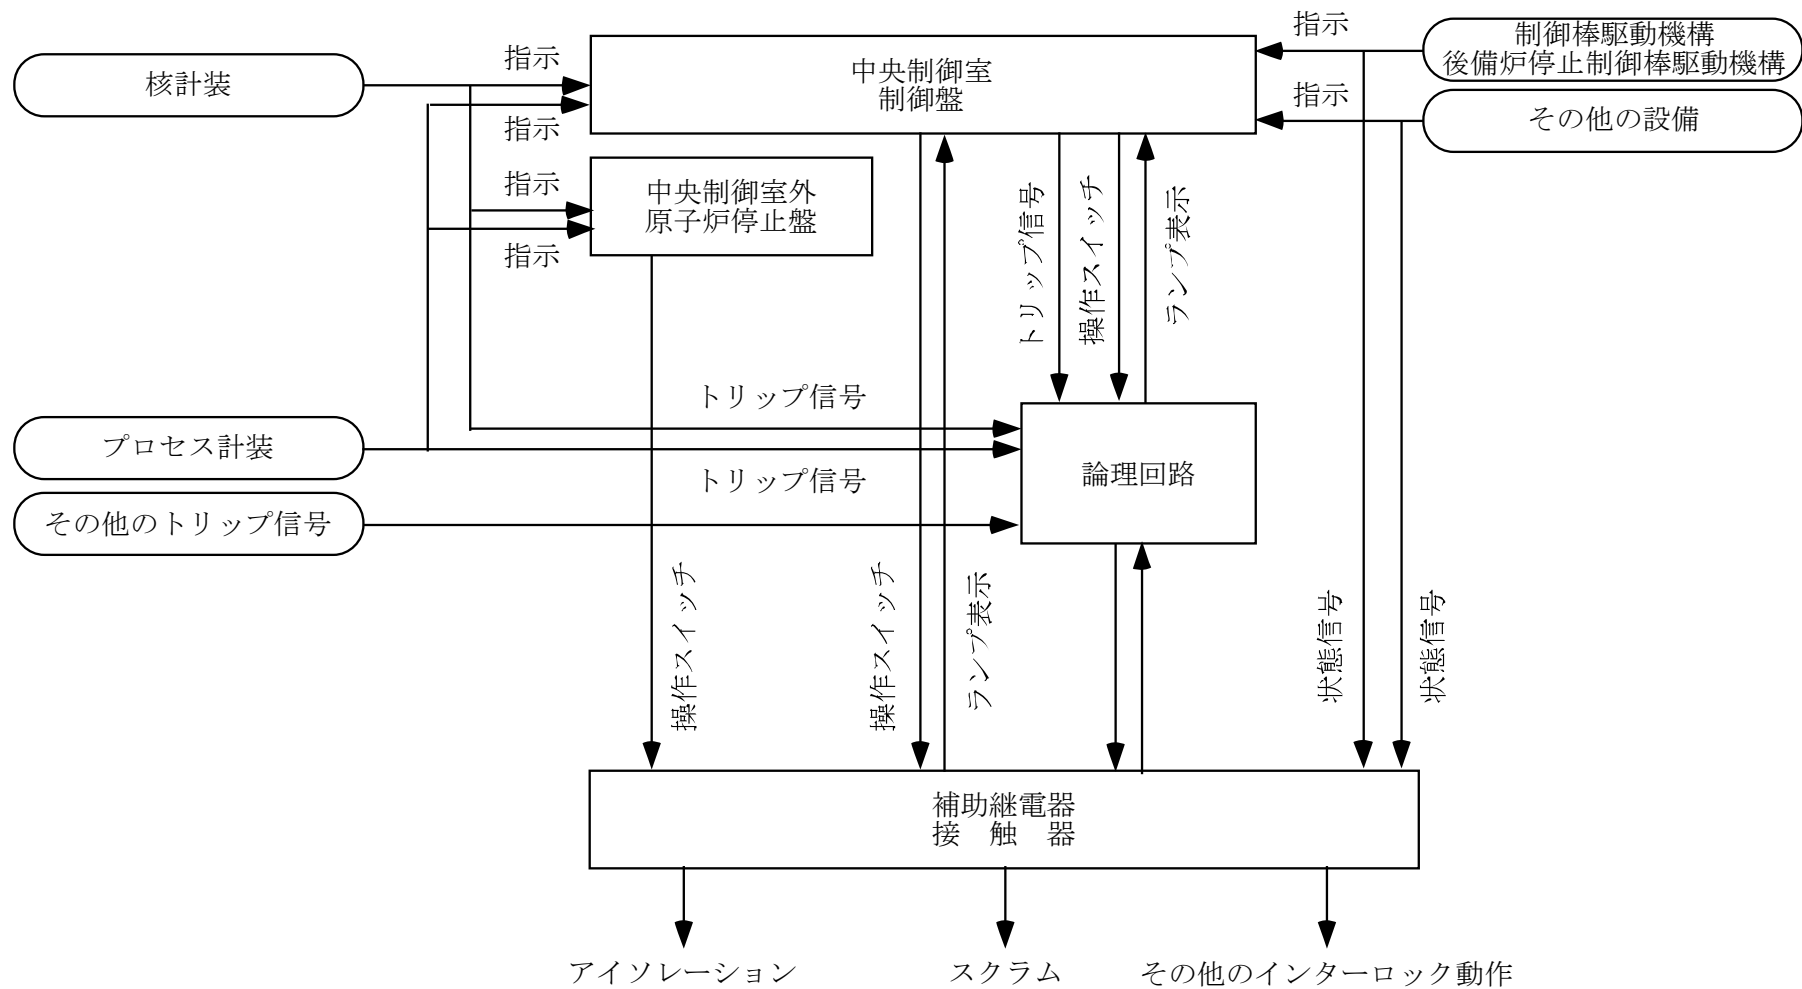 指示
制御棒駆動機構
後備炉停止制御棒駆動機構
核計装
指示
中央制御室
制御盤
指示
その他の設備
指示
指示
中央制御室外
原子炉停止盤
指示
トリップ信号
操作スイッチ
ランプ表示
トリップ信号
プロセス計装
トリップ信号
論理回路
その他のトリップ信号
操作スイッチ
操作スイッチ
ランプ表示
状態信号
状態信号
補助継電器
接 触 器
アイソレーション
スクラム
その他のインターロック動作